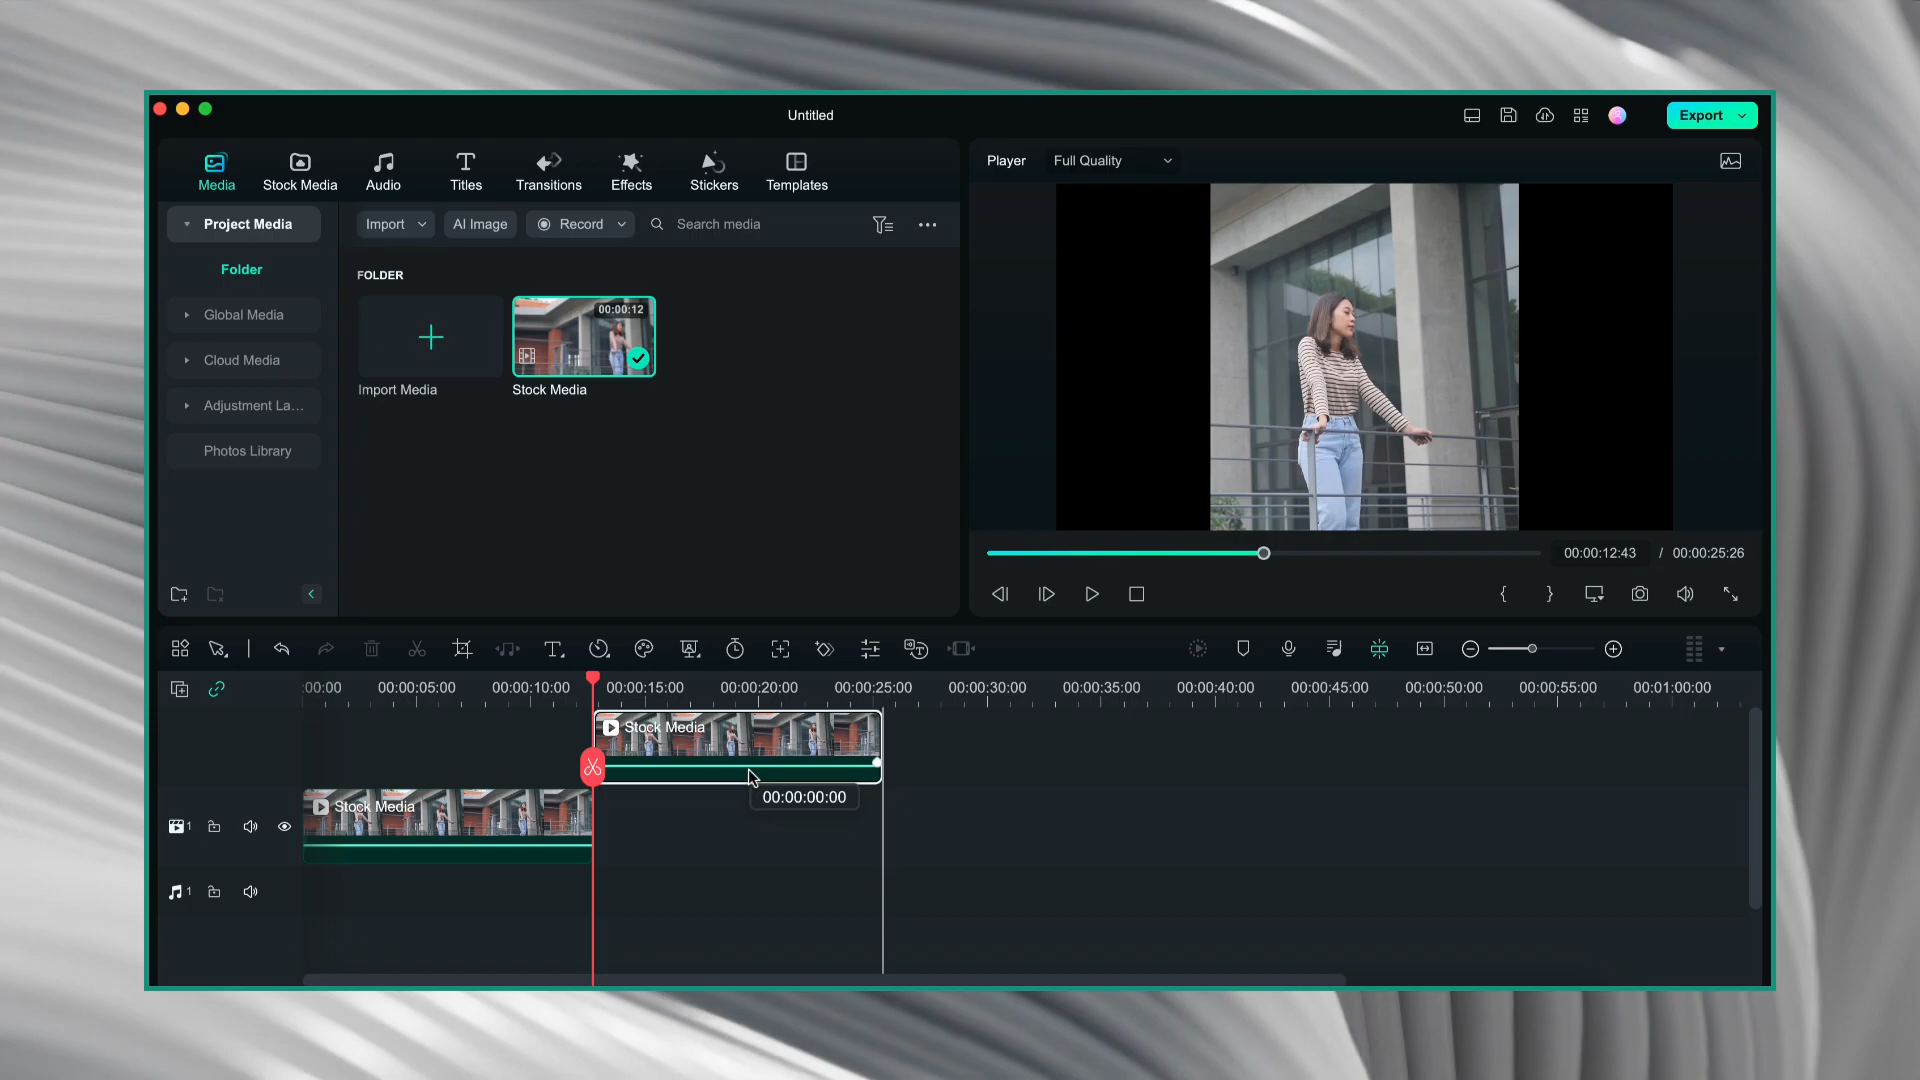 Untitled
Export
Media
Stock Media
Audio
Titles
Transitions
Effects
Stickers
Templates
Player
Full Quality
Project Media
Import
AI Image
Record
Search media
Folder
FOLDER
Global Media
00:00:12
Cloud Media
Import Media
Stock Media
Adjustment La...
Photos Library
00:00:12:43 / 00:00:25:26
:00:00 00:00:05:00 00:00:10:00 00:00:15:00 00:00:20:00 00:00:25:00 00:00:30:00 00:00:35:00 00:00:40:00 00:00:45:00 00:00:50:00 00:00:55:00 00:01:00:00
Stock Media
00:00:00:00
Stock Media
1
1